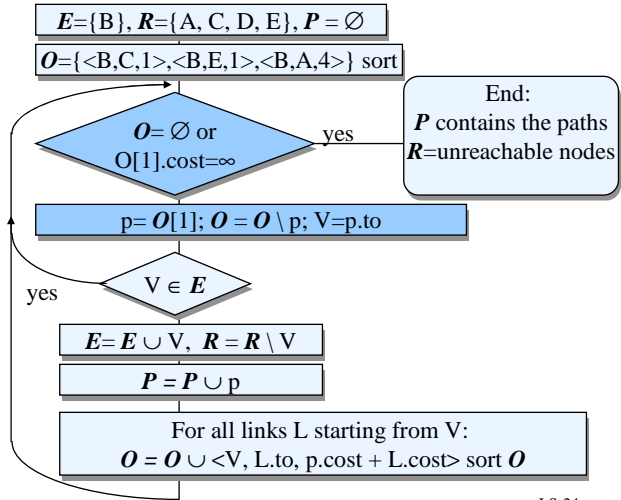 E={B}, R={A, C, D, E}, P = ∅
O={<B,C,1>,<B,E,1>,<B,A,4>} sort
O= ∅ or
O[1].cost=∞
yes
End:
P contains the paths
R=unreachable nodes
p= O[1]; O = O \ p; V=p.to
V ∈ E
yes
E= E ∪ V, R = R \ V
P = P ∪ p
For all links L starting from V:
O = O ∪ <V, L.to, p.cost + L.cost> sort O